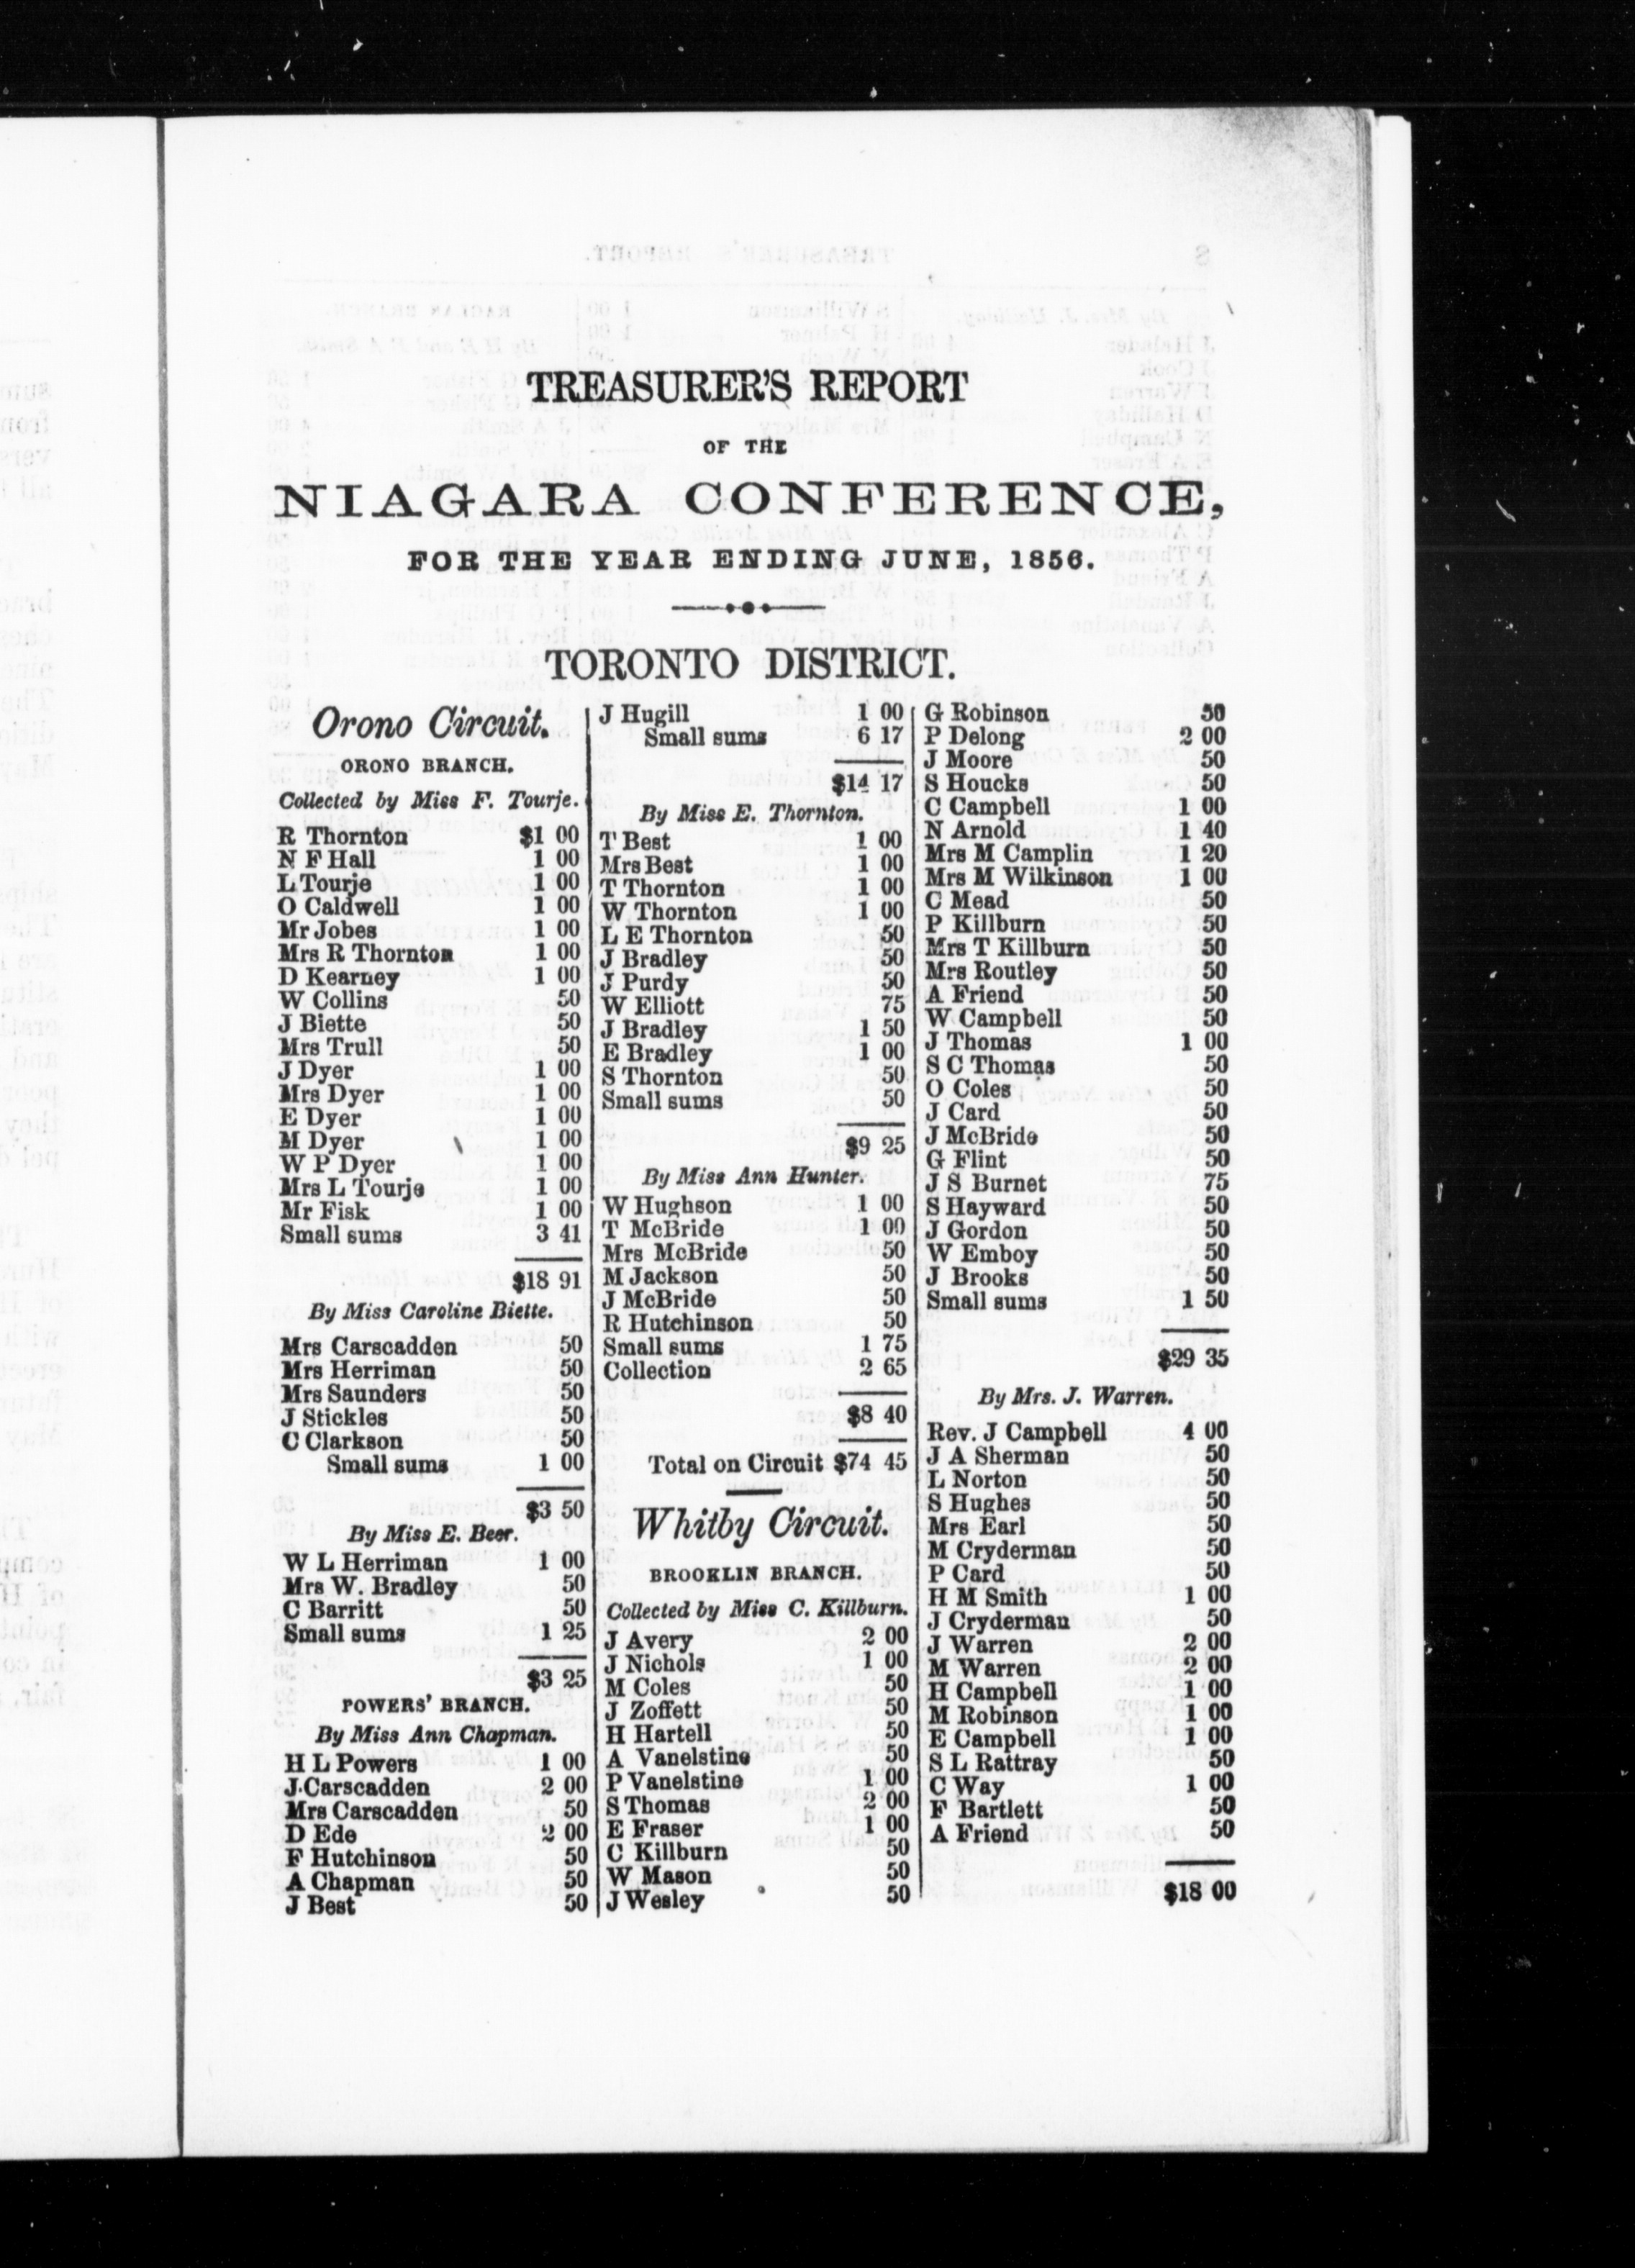 TREASURER'S REPORT
OF THE
NIAGARA CONFERENCE,
FOR THE YEAR ENDING JUNE, 1856.
TORONTO DISTRICT.
Orono Circuit.
ORONO BRANCH.
Collected by Miss F. Tourje.
R Thornton $1 00
N F Hall 1 00
L Tourje 1 00
O Caldwell 1 00
Mr Jobes 1 00
Mrs R Thornton 1 00
D Kearney 1 00
W Collins 50
J Biette 50
Mrs Trull 50
J Dyer 1 00
Mrs Dyer 1 00
E Dyer 1 00
M Dyer 1 00
W P Dyer 1 00
Mrs L Tourje 1 00
Mr Fisk 1 00
Small sums 3 41
$18 91
By Miss Caroline Biette.
Mrs Carscadden 50
Mrs Herriman 50
Mrs Saunders 50
J Stickles 50
C Clarkson 50
Small sums 1 00
$3 50
By Miss E. Beer.
W L Herriman 1 00
Mrs W. Bradley 50
C Barritt 50
Small sums 1 25
$3 25
POWERS' BRANCH.
By Miss Ann Chapman.
H L Powers 1 00
J Carscadden 2 00
Mrs Carscadden 50
D Ede 2 00
F Hutchinson 50
A Chapman 50
J Best 50
J Hugill 1 00
Small sums 6 17
$14 17
By Miss E. Thornton.
T Best 1 00
Mrs Best 1 00
T Thornton 1 00
W Thornton 1 00
L E Thornton 50
J Bradley 50
J Purdy 50
W Elliott 75
J Bradley 1 50
E Bradley 1 00
S Thornton 50
Small sums 50
$9 25
By Miss Ann Hunter.
W Hughson 1 00
T McBride 1 00
Mrs McBride 50
M Jackson 50
J McBride 50
R Hutchinson 50
Small sums 1 75
Collection 2 65
$8 40
Total on Circuit $74 45
Whitby Circuit.
BROOKLIN BRANCH.
Collected by Miss C. Killburn.
J Avery 2 00
J Nichols 1 00
M Coles 50
J Zoffett 50
H Hartell 50
A Vanelstine 50
P Vanelstine 00
S Thomas 2 00
E Fraser 1 00
C Killburn 50
W Mason 50
J Wesley 50
G Robinson 50
P Delong 2 00
J Moore 50
S Houcks 50
C Campbell 1 00
N Arnold 1 40
Mrs M Camplin 1 20
Mrs M Wilkinson 1 00
C Mead 50
P Killburn 50
Mrs T Killburn 50
Mrs Routley 50
A Friend 50
W Campbell 50
J Thomas 1 00
S C Thomas 50
O Coles 50
J Card 50
J McBride 50
G Flint 50
J S Burnet 75
S Hayward 50
J Gordon 50
W Emboy 50
J Brooks 50
Small sums 1 50
$29 35
By Mrs. J. Warren.
Rev. J Campbell 4 00
J A Sherman 50
L Norton 50
S Hughes 50
Mrs Earl 50
M Cryderman 50
P Card 50
H M Smith 1 00
J Cryderman 50
J Warren 2 00
M Warren 2 00
H Campbell 1 00
M Robinson 1 00
E Campbell 1 00
S L Rattray 50
C Way 1 00
F Bartlett 50
A Friend 50
$18 00